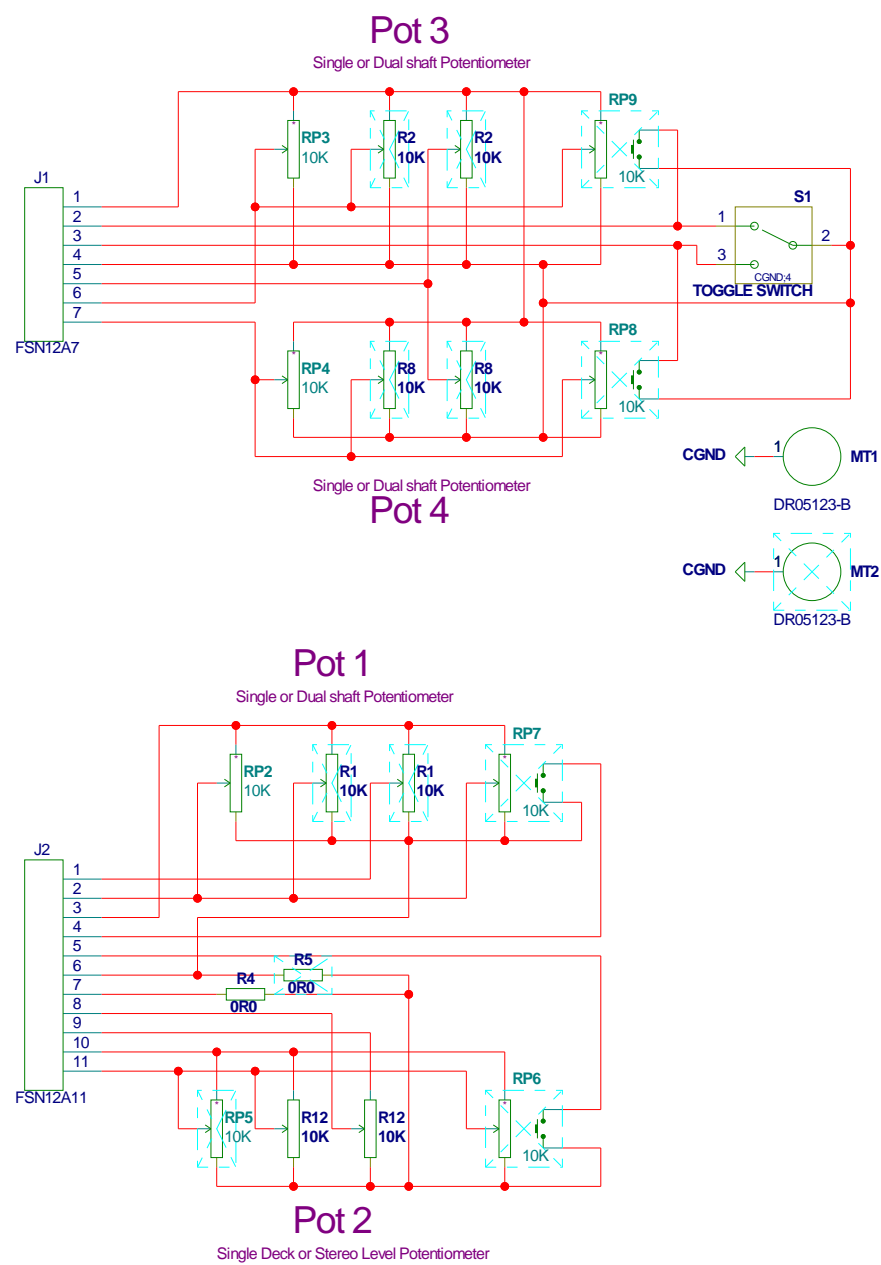 Pot 3
Single or Dual shaft Potentiometer
RP9
RP3
10K
R2
10K
R2
10K
10K
J1
1
2
3
4
5
6
7
FSN12A7
S1
1
2
3
CGND;4
TOGGLE SWITCH
RP8
RP4
10K
R8
10K
R8
10K
10K
Single or Dual shaft Potentiometer
Pot 4
CGND
1
MT1
DR05123-B
CGND
1
MT2
DR05123-B
Pot 1
Single or Dual shaft Potentiometer
RP7
RP2
10K
R1
10K
R1
10K
10K
J2
1
2
3
4
5
6
7
8
9
10
11
FSN12A11
R5
0R0
R4
0R0
RP6
RP5
10K
R12
10K
R12
10K
10K
Pot 2
Single Deck or Stereo Level Potentiometer